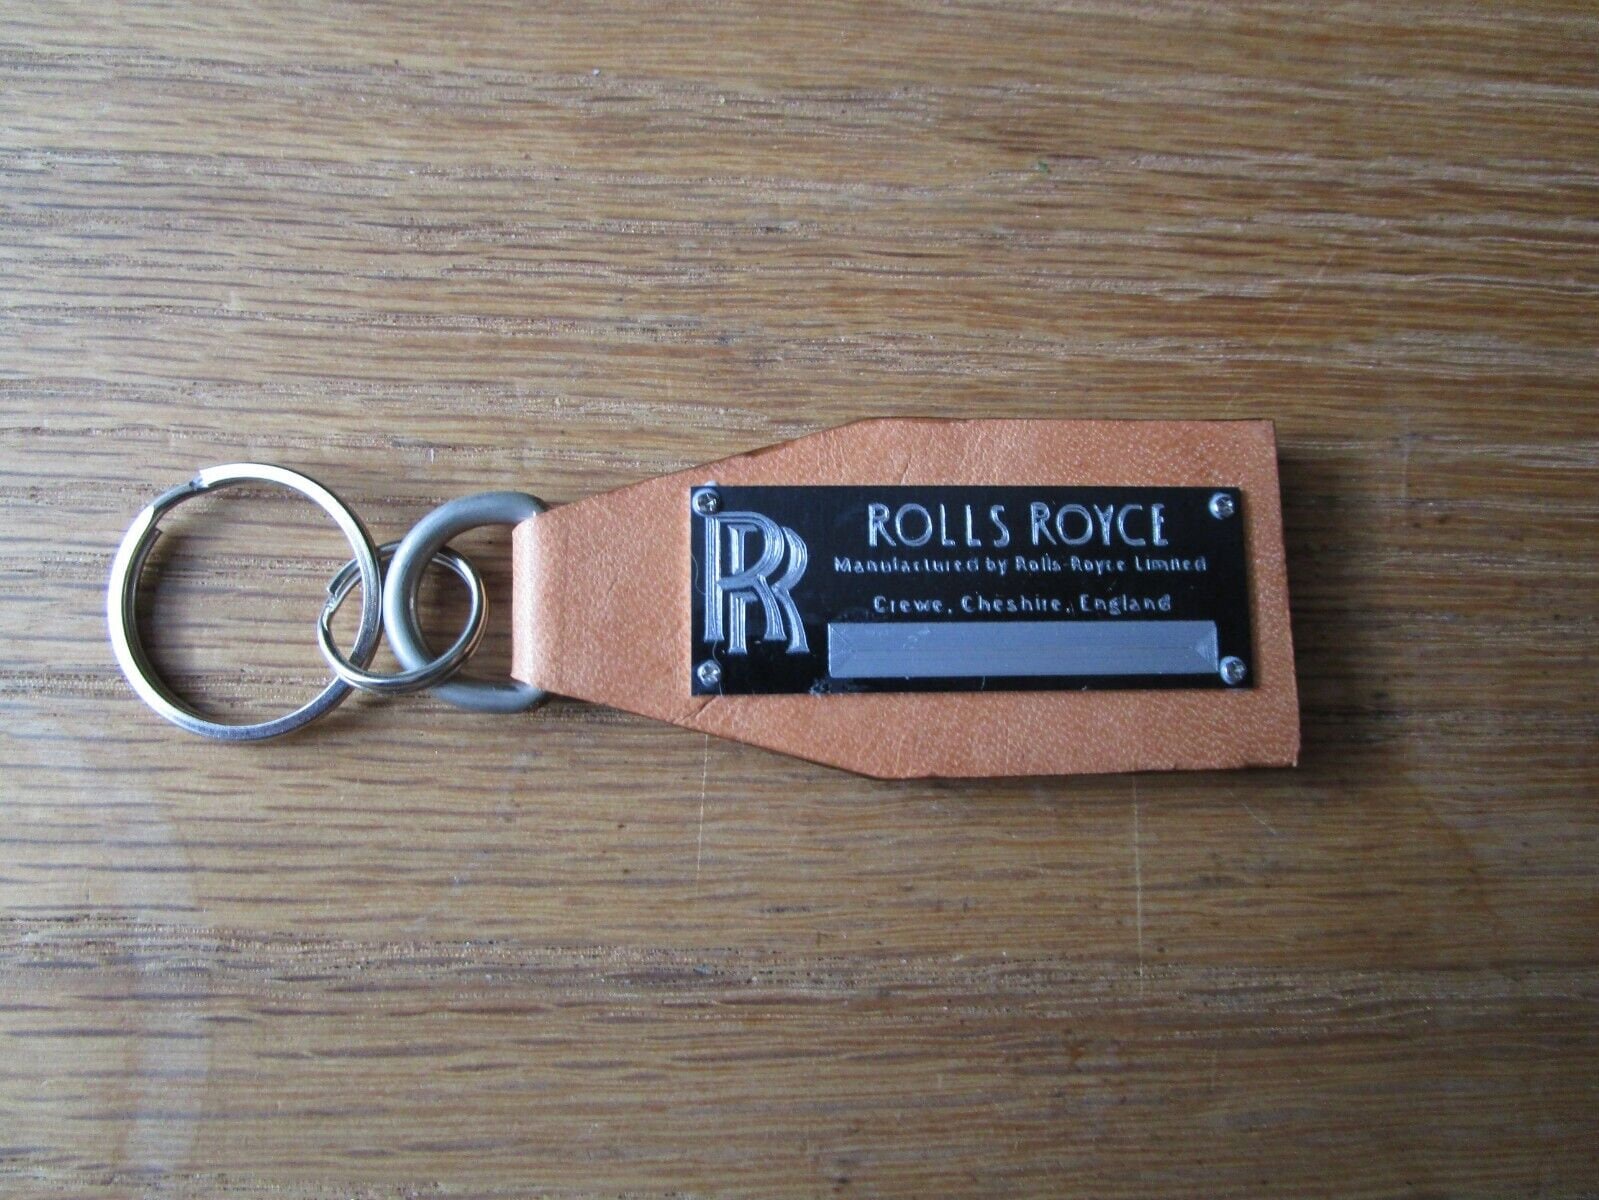 RR
ROLLS ROYCE
Manufactured by Rolls-Royce Limited
Crewe, Cheshire, England